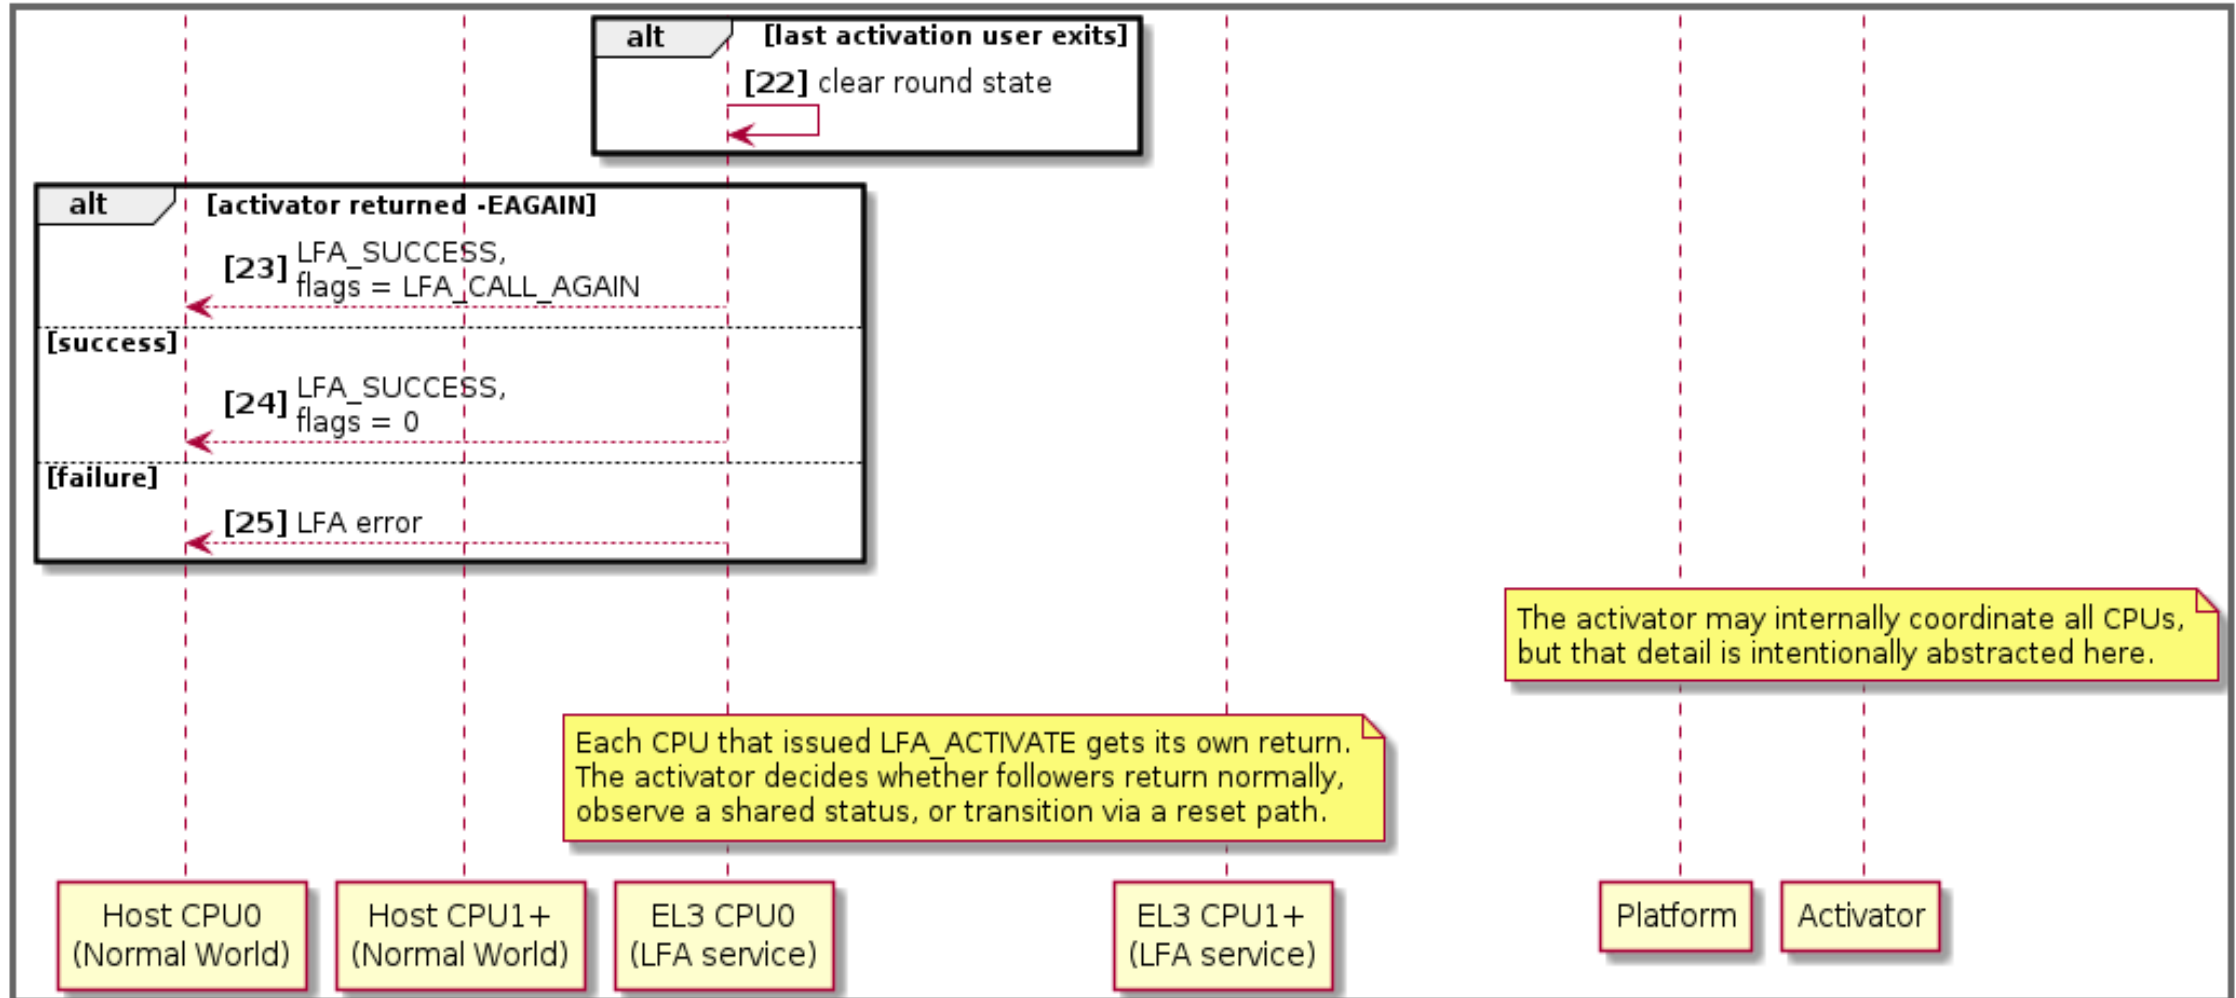 alt [last activation user exits]
[22] clear round state
alt [activator returned -EAGAIN]
[23] LFA_SUCCESS,
flags = LFA_CALL_AGAIN
[success]
[24] LFA_SUCCESS,
flags = 0
[failure]
[25] LFA error
The activator may internally coordinate all CPUs,
but that detail is intentionally abstracted here.
Each CPU that issued LFA_ACTIVATE gets its own return.
The activator decides whether followers return normally,
observe a shared status, or transition via a reset path.
Host CPU0
(Normal World)
Host CPU1+
(Normal World)
EL3 CPU0
(LFA service)
EL3 CPU1+
(LFA service)
Platform
Activator